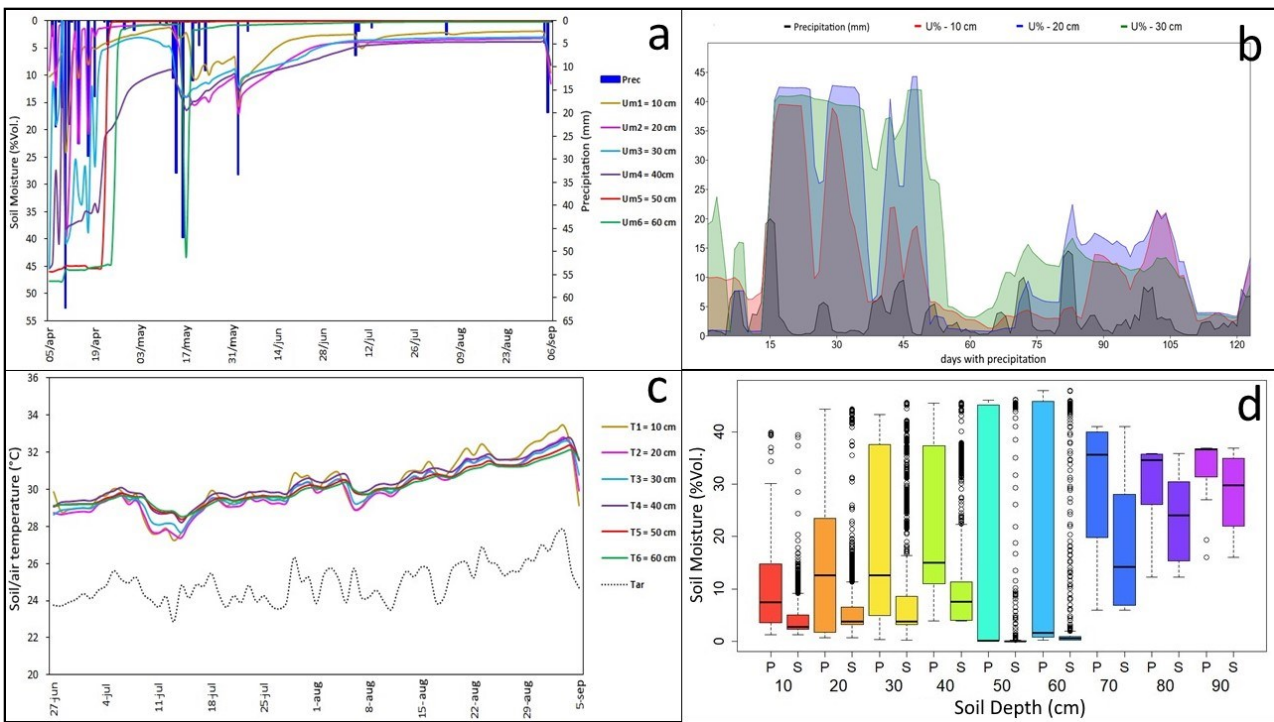 a
Soil Moisture (%Vol.)
0
5
10
15
20
25
30
35
40
45
50
55
0
5
10
15
20
25
30
35
40
45
50
55
60
65
Precipitation (mm)
05/apr
19/apr
03/may
17/may
31/may
14/jun
28/jun
12/jul
26/jul
09/aug
23/aug
06/sep
Prec
Um1 = 10 cm
Um2 = 20 cm
Um3 = 30 cm
Um4 = 40cm
Um5 = 50 cm
Um6 = 60 cm
b
Precipitation (mm) U% - 10 cm U% - 20 cm U% - 30 cm
45
40
35
30
25
20
15
10
5
0
15 30 45 60 75 90 105 120
days with precipitation
c
Soil/air temperature (°C)
36
34
32
30
28
26
24
22
20
27-jun
4-jul
11-jul
18-jul
25-jul
1-aug
8-aug
15-aug
22-aug
29-aug
5-sep
T1 = 10 cm
T2 = 20 cm
T3 = 30 cm
T4 = 40 cm
T5 = 50 cm
T6 = 60 cm
Tar
d
Soil Moisture (%Vol.)
40
30
20
10
0
P S P S P S P S P S P S P S P S P S
10 20 30 40 50 60 70 80 90
Soil Depth (cm)